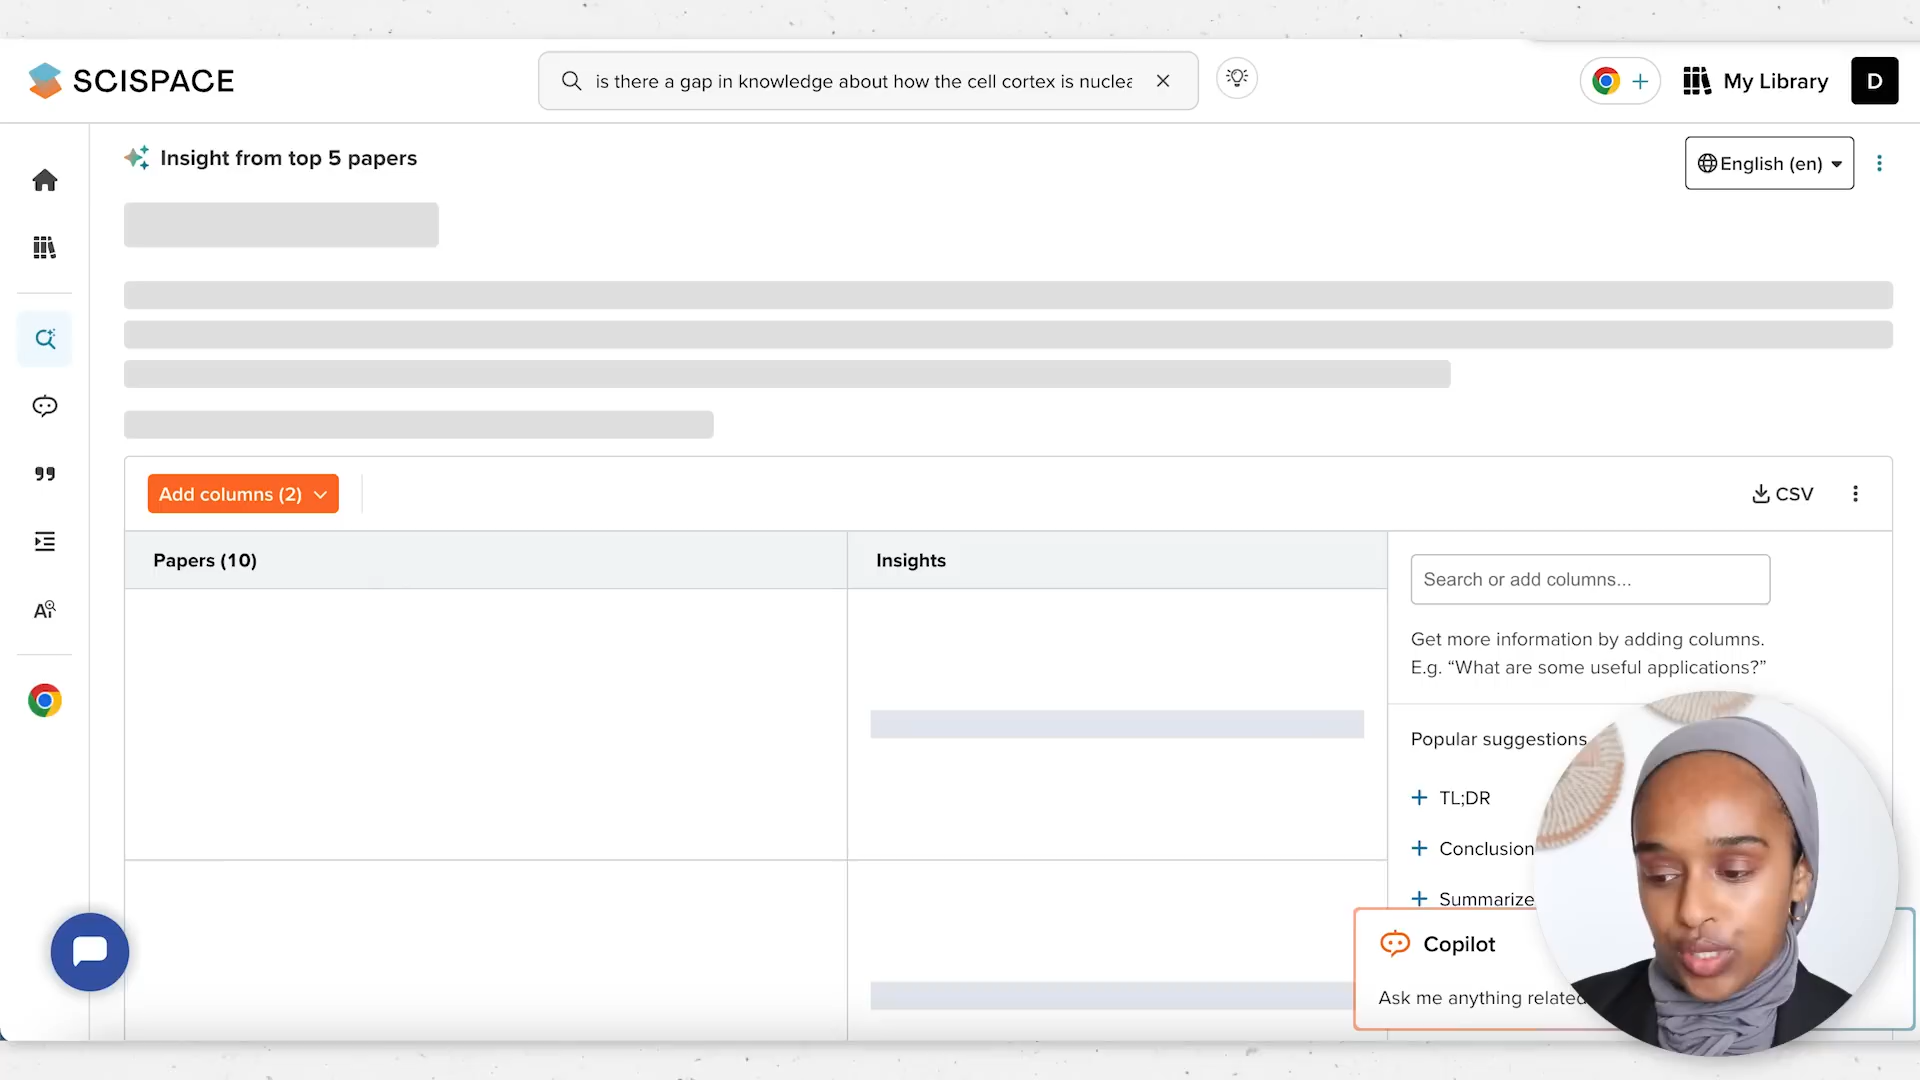 SCISPACE
is there a gap in knowledge about how the cell cortex is nuclea
My Library
D
Insight from top 5 papers
English (en)
Add columns (2)
CSV
Papers (10)
Insights
Search or add columns...
Get more information by adding columns.
E.g. “What are some useful applications?”
Popular suggestions
TL;DR
Conclusion
Summarize
Copilot
Ask me anything related